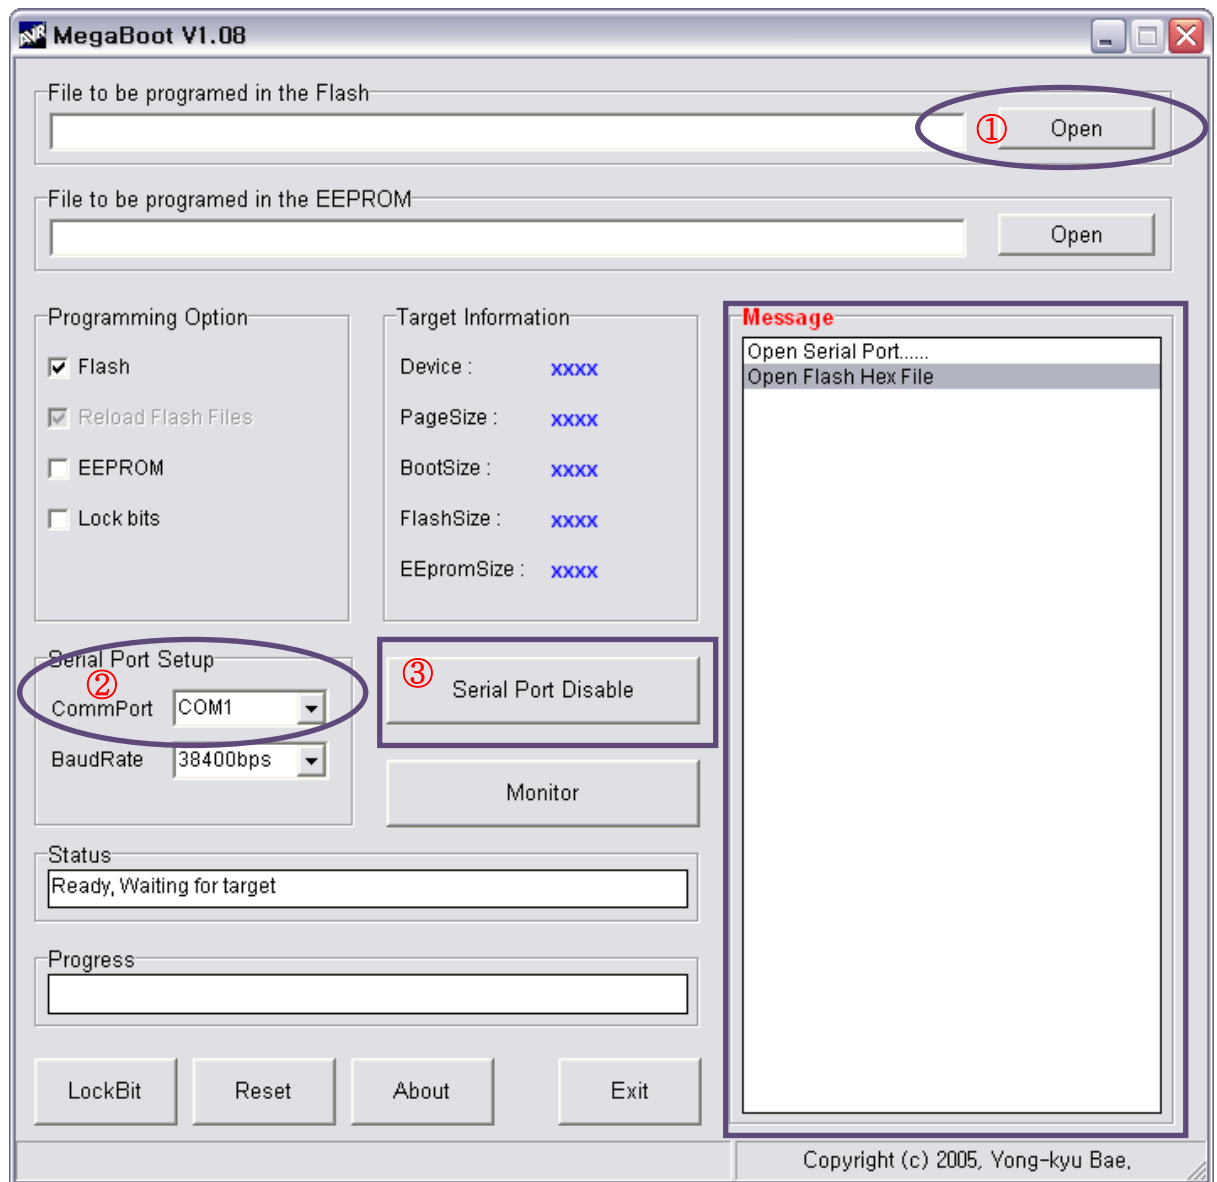 MegaBoot V1.08
File to be programed in the Flash
① Open
File to be programed in the EEPROM
Open
Programming Option
Flash
Reload Flash Files
EEPROM
Lock bits
Target Information
Device : xxxx
PageSize : xxxx
BootSize : xxxx
FlashSize : xxxx
EEpromSize : xxxx
Message
Open Serial Port......
Open Flash Hex File
Serial Port Setup
②
CommPort COM1
BaudRate 38400bps
③ Serial Port Disable
Monitor
Status
Ready, Waiting for target
Progress
LockBit Reset About Exit
Copyright (c) 2005, Yong-kyu Bae,